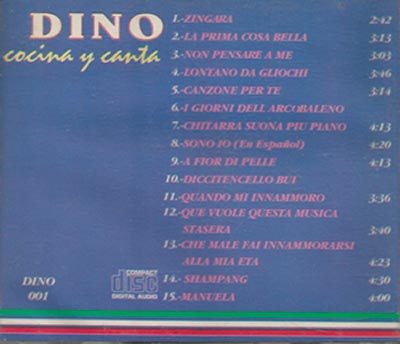 DINO
cocina y canta
1.-ZINGARA 2:42
2.-LA PRIMA COSA BELLA 3:13
3.-NON PENSARE A ME 3:03
4.-LONTANO DA GLIOCHI 3:46
5.-CANZONE PER TE 3:14
6.-I GIORNI DELL ARCOBALENO
7.-CHITARRA SUONA PIU PIANO 4:13
8.-SONO IO (En Español) 4:20
9.-A FIOR DI PELLE 4:13
10.-DICCITENCELLO BUI
11.-QUANDO MI INNAMMORO 3:36
12.-QUE VUOLE QUESTA MUSICA
STASERA 3:40
13.-CHE MALE FAI INNAMMORARSI
ALLA MIA ETA 4:23
14.- SHAMPANG 4:30
15.-MANUELA 4:00
DINO
001
COMPACT
disc
DIGITAL AUDIO